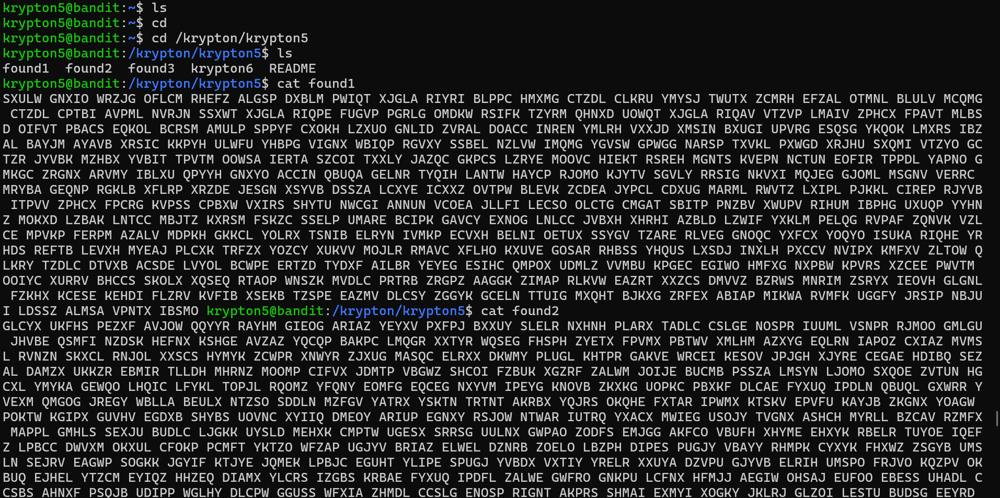 krypton5@bandit:~$ ls
krypton5@bandit:~$ cd
krypton5@bandit:~$ cd /krypton/krypton5
krypton5@bandit:/krypton/krypton5$ ls
found1  found2  found3  krypton6  README
krypton5@bandit:/krypton/krypton5$ cat found1
SXULW GNXIO WRZJG OFLCM RHEFZ ALGSP DXBLM PWIQT XJGLA RIYRI BLPPC HMXMG CTZDL CLKRU YMYSJ TWUTX ZCMRH EFZAL OTMNL BLULV MCQMG
 CTZDL CPTBI AVPML NVRJN SSXWT XJGLA RIQPE FUGVP PGRLG OMDKW RSIFK TZYRM QHNXD UOWQT XJGLA RIQAV VTZVP LMAIV ZPHCX FPAVT MLBS
D OIFVT PBACS EQKOL BCRSM AMULP SPPYF CXOKH LZXUO GNLID ZVRAL DOACC INREN YMLRH VXXJD XMSIN BXUGI UPVRG ESQSG YKQOK LMXRS IBZ
AL BAYJM AYAVB XRSIC KKPYH ULWFU YHBPG VIGNX WBIQP RGVXY SSBEL NZLVW IMQMG YGVSW GPWGG NARSP TXVKL PXWGD XRJHU SXQMI VTZYO GC
TZR JYVBK MZHBX YVBIT TPVTM OOWSA IERTA SZCOI TXXLY JAZQC GKPCS LZRYE MOOVC HIEKT RSREH MGNTS KVEPN NCTUN EOFIR TPPDL YAPNO G
MKGC ZRGNX ARVMY IBLXU QPYYH GNXYO ACCIN QBUQA GELNR TYQIH LANTW HAYCP RJOMO KJYTV SGVLY RRSIG NKVXI MQJEG GJOML MSGNV VERRC
MRYBA GEQNP RGKLB XFLRP XRZDE JESGN XSYVB DSSZA LCXYE ICXXZ OVTPW BLEVK ZCDEA JYPCL CDXUG MARML RWVTZ LXIPL PJKKL CIREP RJYVB
 ITPVV ZPHCX FPCRG KVPSS CPBXW VXIRS SHYTU NWCGI ANNUN VCOEA JLLFI LECSO OLCTG CMGAT SBITP PNZBV XWUPV RIHUM IBPHG UXUQP YYHN
Z MOKXD LZBAK LNTCC MBJTZ KXRSM FSKZC SSELP UMARE BCIPK GAVCY EXNOG LNLCC JVBXH XHRHI AZBLD LZWIF YXKLM PELQG RVPAF ZQNVK VZL
CE MPVKP FERPM AZALV MDPKH GKKCL YOLRX TSNIB ELRYN IVMKP ECVXH BELNI OETUX SSYGV TZARE RLVEG GNOQC YXFCX YOQYO ISUKA RIQHE YR
HDS REFTB LEVXH MYEAJ PLCXK TRFZX YOZCY XUKVV MOJLR RMAVC XFLHO KXUVE GOSAR RHBSS YHQUS LXSDJ INXLH PXCCV NVIPX KMFXV ZLTOW Q
LKRY TZDLC DTVXB ACSDE LVYOL BCWPE ERTZD TYDXF AILBR YEYEG ESIHC QMPOX UDMLZ VVMBU KPGEC EGIWO HMFXG NXPBW KPVRS XZCEE PWVTM
OOIYC XURRV BHCCS SKOLX XQSEQ RTAOP WNSZK MVDLC PRTRB ZRGPZ AAGGK ZIMAP RLKVW EAZRT XXZCS DMVVZ BZRWS MNRIM ZSRYX IEOVH GLGNL
 FZKHX KCESE KEHDI FLZRV KVFIB XSEKB TZSPE EAZMV DLCSY ZGGYK GCELN TTUIG MXQHT BJKXG ZRFEX ABIAP MIKWA RVMFK UGGFY JRSIP NBJU
I LDSSZ ALMSA VPNTX IBSMO krypton5@bandit:/krypton/krypton5$ cat found2
GLCYX UKFHS PEZXF AVJOW QQYYR RAYHM GIEOG ARIAZ YEYXV PXFPJ BXXUY SLELR NXHNH PLARX TADLC CSLGE NOSPR IUUML VSNPR RJMOO GMLGU
 JHVBE QSMFI NZDSK HEFNX KSHGE AVZAZ YQCQP BAKPC LMQGR XXTYR WQSEG FHSPH ZYETX FPVMX PBTWV XMLHM AZXYG EQLRN IAPOZ CXIAZ MVMS
L RVNZN SKXCL RNJOL XXSCS HYMYK ZCWPR XNWYR ZJXUG MASQC ELRXX DKWMY PLUGL KHTPR GAKVE WRCEI KESOV JPJGH XJYRE CEGAE HDIBQ SEZ
AL DAMZX UKKZR EBMIR TLLDH MHRNZ MOOMP CIFVX JDMTP VBGWZ SHCOI FZBUK XGZRF ZALWM JOIJE BUCMB PSSZA LMSYN LJOMO SXQOE ZVTUN HG
CXL YMYKA GEWQO LHQIC LFYKL TOPJL RQOMZ YFQNY EOMFG EQCEG NXYVM IPEYG KNOVB ZKXKG UOPKC PBXKF DLCAE FYXUQ IPDLN QBUQL GXWRR Y
VEXM QMGOG JREGY WBLLA BEULX NTZSO SDDLN MZFGV YATRX YSKTN TRTNT AKRBX YQJRS OKQHE FXTAR IPWMX KTSKV EPVFU KAYJB ZKGNX YOAGW
POKTW KGIPX GUVHV EGDXB SHYBS UOVNC XYIIQ DMEOY ARIUP EGNXY RSJOW NTWAR IUTRQ YXACX MWIEG USOJY TVGNX ASHCH MYRLL BZCAV RZMFX
 MAPPL GMHLS SEXJU BUDLC LJGKK UYSLD MEHXK CMPTW UGESX SRRSG UULNX GWPAO ZODFS EMJGG AKFCO VBUFH XHYME EHXYK RBELR TUYOE IQEF
Z LPBCC DWVXM OKXUL CFOKP PCMFT YKTZO WFZAP UGJYV BRIAZ ELWEL DZNRB ZOELO LBZPH DIPES PUGJY VBAYY RHMPK CYXYK FHXWZ ZSGYB UMS
LN SEJRV EAGWP SOGKK JGYIF KTJYE JQMEK LPBJC EGUHT YLIPE SPUGJ YVBDX VXTIY YRELR XXUYA DZVPU GJYVB ELRIH UMSPO FRJVO KQZPV OK
BUQ EJHEL YTZCM EYIQZ HHZEQ DIAMX YLCRS IZGBS KRBAE FYXUQ IPDFL ZALWE GWFRO GNKPU LCFNX HFMJJ AEGIW OHSAJ EUFOO EBESS UHADL C
CSBS AHNXF PSQJB UDIPP WGLHY DLCPW GGUSS WFXIA ZHMDL CCSLG ENOSP RIGNT AKPRS SHMAI EXMYI XOGKY JKLRJ GLZOI LESTU BUDSG EEYRD